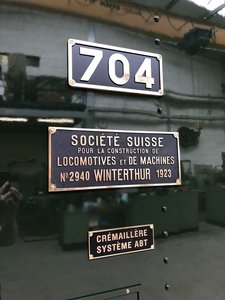 704
SOCIÉTÉ SUISSE
POUR LA CONSTRUCTION DE
LOCOMOTIVES ET DE MACHINES
No 2940 WINTERTHUR 1923
CRÉMAILLÈRE
SYSTÈME ABT